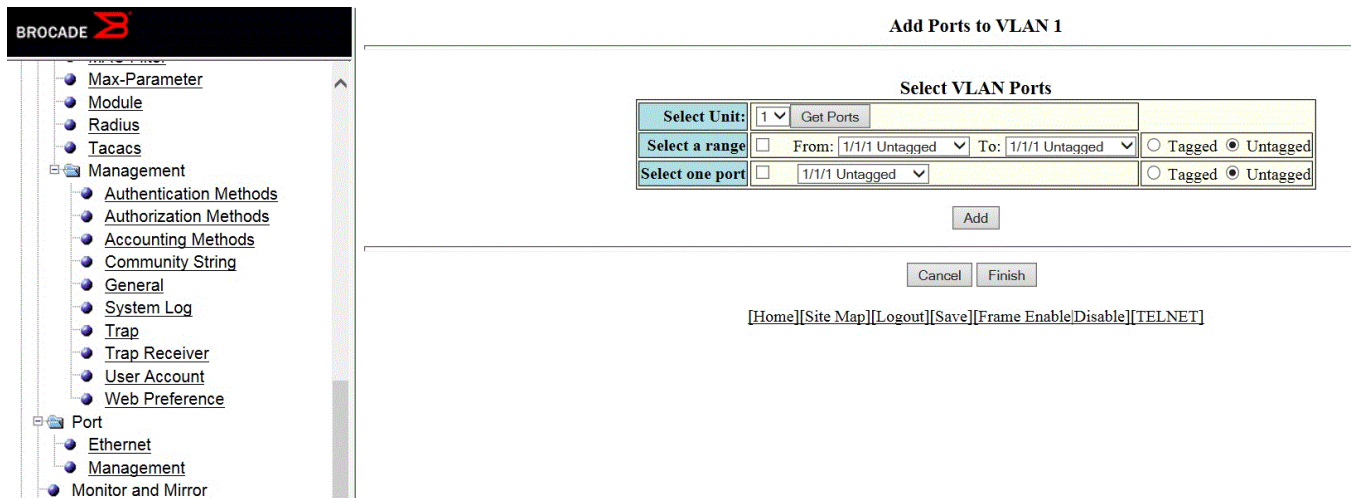 BROCADE
Max-Parameter
Module
Radius
Tacacs
Management
Authentication Methods
Authorization Methods
Accounting Methods
Community String
General
System Log
Trap
Trap Receiver
User Account
Web Preference
Port
Ethernet
Management
Monitor and Mirror
Add Ports to VLAN 1
Select VLAN Ports
Select Unit: 1 Get Ports
Select a range From: 1/1/1 Untagged To: 1/1/1 Untagged Tagged Untagged
Select one port 1/1/1 Untagged Tagged Untagged
Add
Cancel Finish
[Home][Site Map][Logout][Save][Frame Enable|Disable][TELNET]